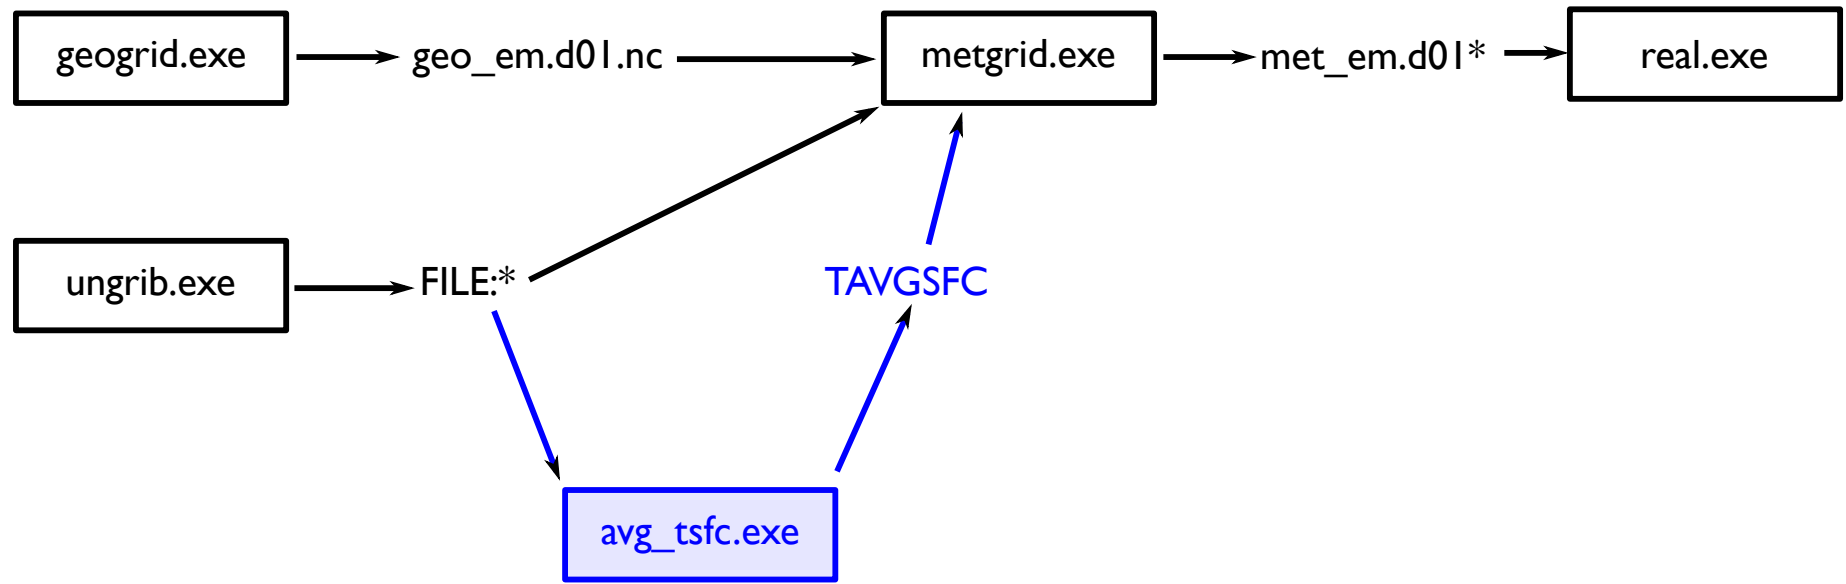 geogrid.exe
geo_em.d01.nc
metgrid.exe
met_em.d01*
real.exe
ungrib.exe
FILE:*
TAVGSFC
avg_tsfc.exe